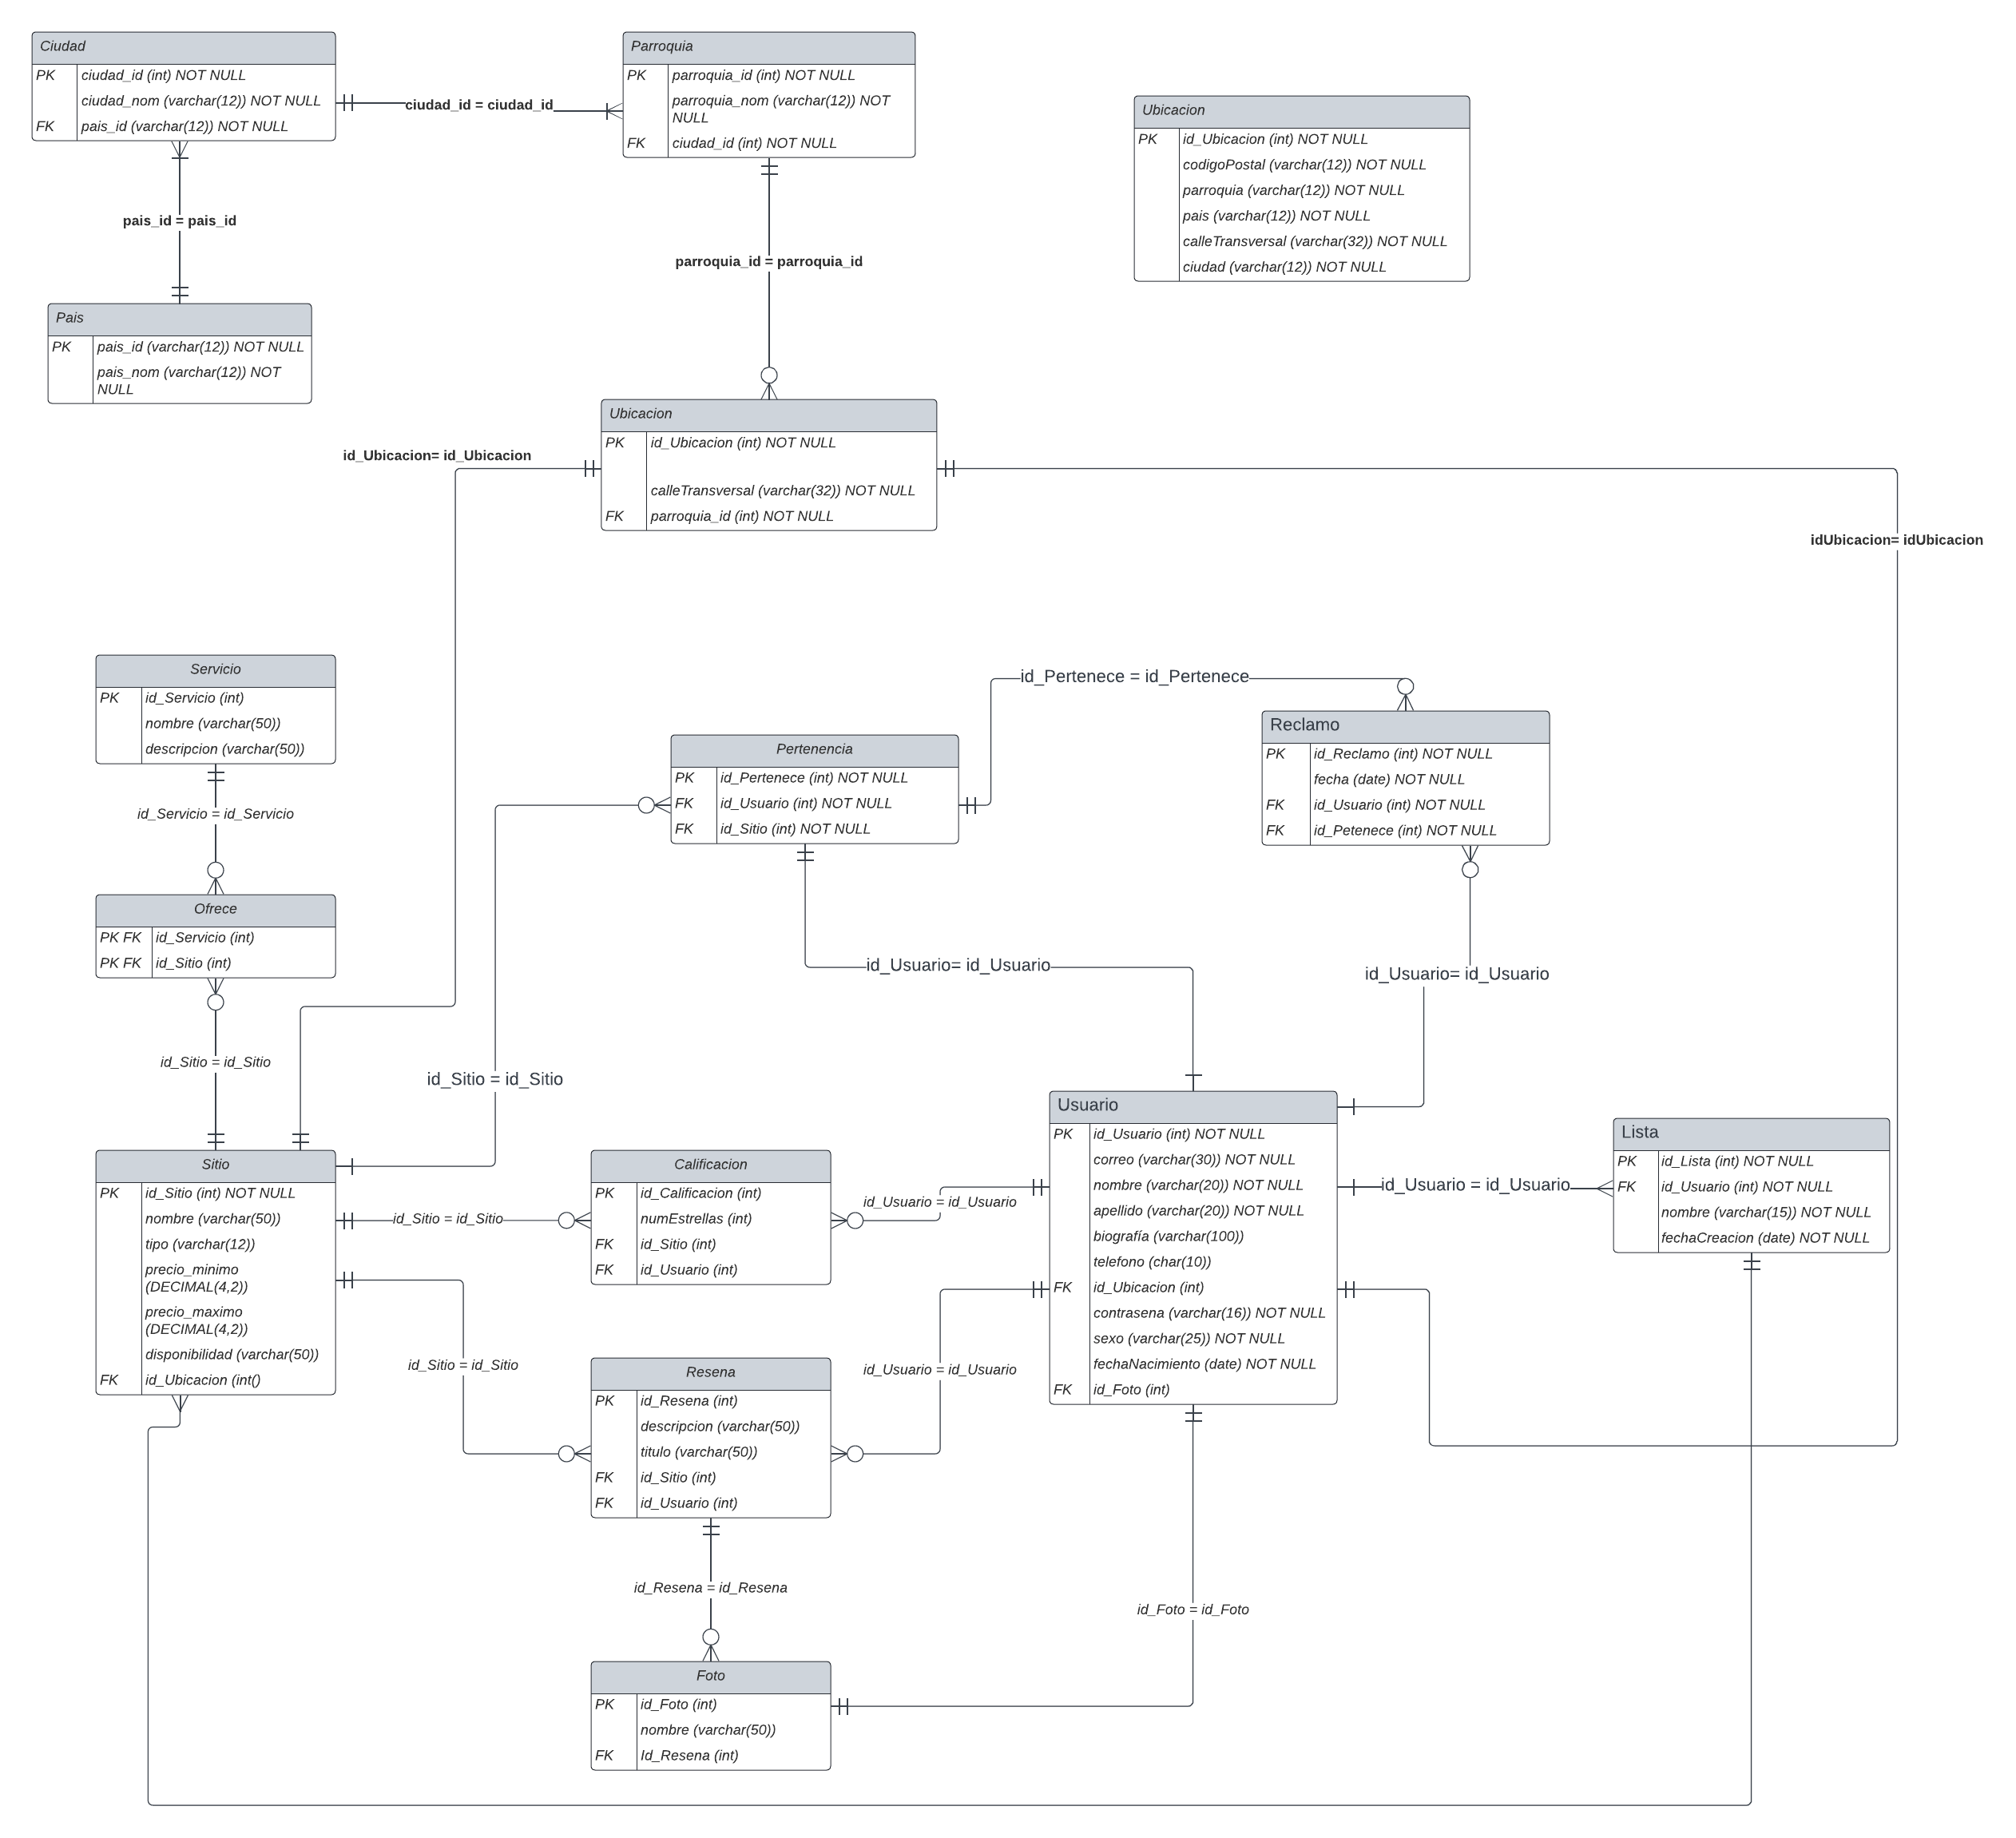 Ciudad
PK ciudad_id (int) NOT NULL
ciudad_nom (varchar(12)) NOT NULL
FK pais_id (varchar(12)) NOT NULL
ciudad_id = ciudad_id
Parroquia
PK parroquia_id (int) NOT NULL
parroquia_nom (varchar(12)) NOT
NULL
FK ciudad_id (int) NOT NULL
Ubicacion
PK id_Ubicacion (int) NOT NULL
codigoPostal (varchar(12)) NOT NULL
parroquia (varchar(12)) NOT NULL
pais (varchar(12)) NOT NULL
calleTransversal (varchar(32)) NOT NULL
ciudad (varchar(12)) NOT NULL
pais_id = pais_id
parroquia_id = parroquia_id
Pais
PK pais_id (varchar(12)) NOT NULL
pais_nom (varchar(12)) NOT
NULL
Ubicacion
PK id_Ubicacion (int) NOT NULL
calleTransversal (varchar(32)) NOT NULL
FK parroquia_id (int) NOT NULL
id_Ubicacion= id_Ubicacion
idUbicacion= idUbicacion
Servicio
PK id_Servicio (int)
nombre (varchar(50))
descripcion (varchar(50))
id_Pertenece = id_Pertenece
Reclamo
PK id_Reclamo (int) NOT NULL
fecha (date) NOT NULL
FK id_Usuario (int) NOT NULL
FK id_Petenece (int) NOT NULL
Pertenencia
PK id_Pertenece (int) NOT NULL
FK id_Usuario (int) NOT NULL
FK id_Sitio (int) NOT NULL
id_Servicio = id_Servicio
Ofrece
PK FK id_Servicio (int)
PK FK id_Sitio (int)
id_Usuario= id_Usuario
id_Usuario= id_Usuario
id_Sitio = id_Sitio
id_Sitio = id_Sitio
Sitio
PK id_Sitio (int) NOT NULL
nombre (varchar(50))
tipo (varchar(12))
precio_minimo
(DECIMAL(4,2))
precio_maximo
(DECIMAL(4,2))
disponibilidad (varchar(50))
FK id_Ubicacion (int()
id_Sitio = id_Sitio
Calificacion
PK id_Calificacion (int)
numEstrellas (int)
FK id_Sitio (int)
FK id_Usuario (int)
id_Usuario = id_Usuario
Usuario
PK id_Usuario (int) NOT NULL
correo (varchar(30)) NOT NULL
nombre (varchar(20)) NOT NULL
apellido (varchar(20)) NOT NULL
biografía (varchar(100))
telefono (char(10))
FK id_Ubicacion (int)
contrasena (varchar(16)) NOT NULL
sexo (varchar(25)) NOT NULL
fechaNacimiento (date) NOT NULL
FK id_Foto (int)
id_Usuario = id_Usuario
Lista
PK id_Lista (int) NOT NULL
FK id_Usuario (int) NOT NULL
nombre (varchar(15)) NOT NULL
fechaCreacion (date) NOT NULL
id_Sitio = id_Sitio
Resena
PK id_Resena (int)
descripcion (varchar(50))
titulo (varchar(50))
FK id_Sitio (int)
FK id_Usuario (int)
id_Usuario = id_Usuario
id_Resena = id_Resena
id_Foto = id_Foto
Foto
PK id_Foto (int)
nombre (varchar(50))
FK Id_Resena (int)